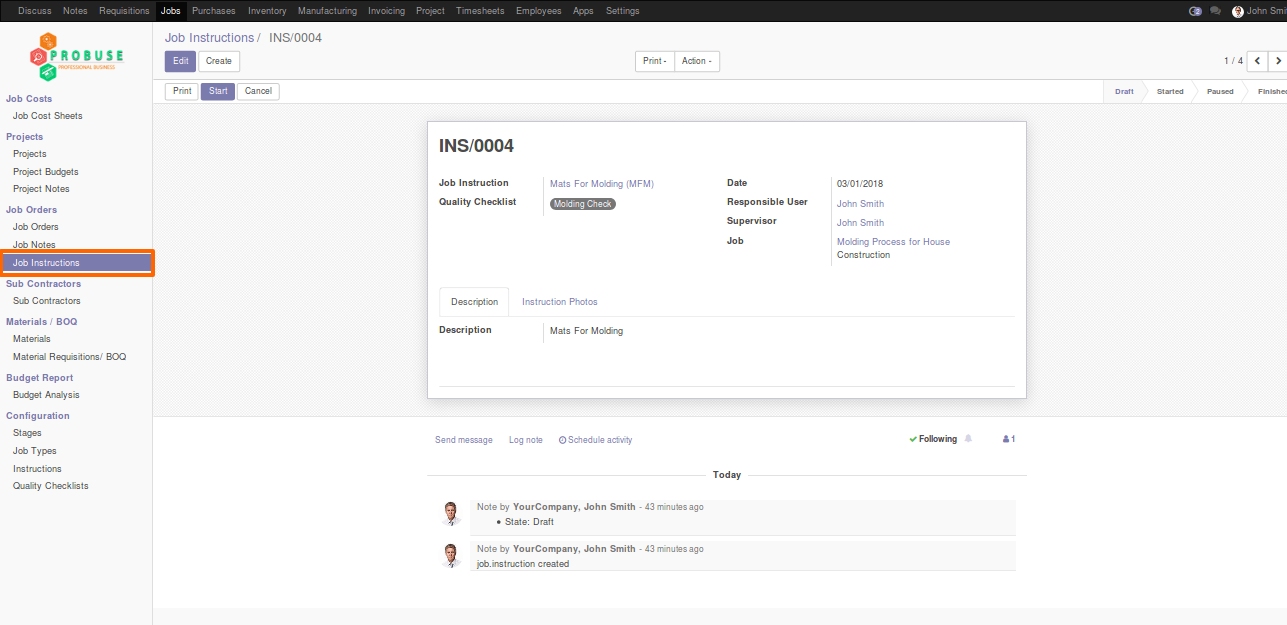 Discuss Notes Requisitions Jobs Purchases Inventory Manufacturing Invoicing Project Timesheets Employees Apps Settings John Smi
PROBUSE
PROFESSIONAL BUSINESS
Job Costs
Job Cost Sheets
Projects
Projects
Project Budgets
Project Notes
Job Orders
Job Orders
Job Notes
Job Instructions
Sub Contractors
Sub Contractors
Materials / BOQ
Materials
Material Requisitions/ BOQ
Budget Report
Budget Analysis
Configuration
Stages
Job Types
Instructions
Quality Checklists
Job Instructions / INS/0004
Edit Create Print Action 1 / 4
Print Start Cancel Draft Started Paused Finished
INS/0004
Job Instruction Mats For Molding (MFM)
Quality Checklist Molding Check
Date 03/01/2018
Responsible User John Smith
Supervisor John Smith
Job Molding Process for House
Construction
Description Instruction Photos
Description Mats For Molding
Send message Log note Schedule activity Following 1
Today
Note by YourCompany, John Smith - 43 minutes ago
• State: Draft
Note by YourCompany, John Smith - 43 minutes ago
job.instruction created